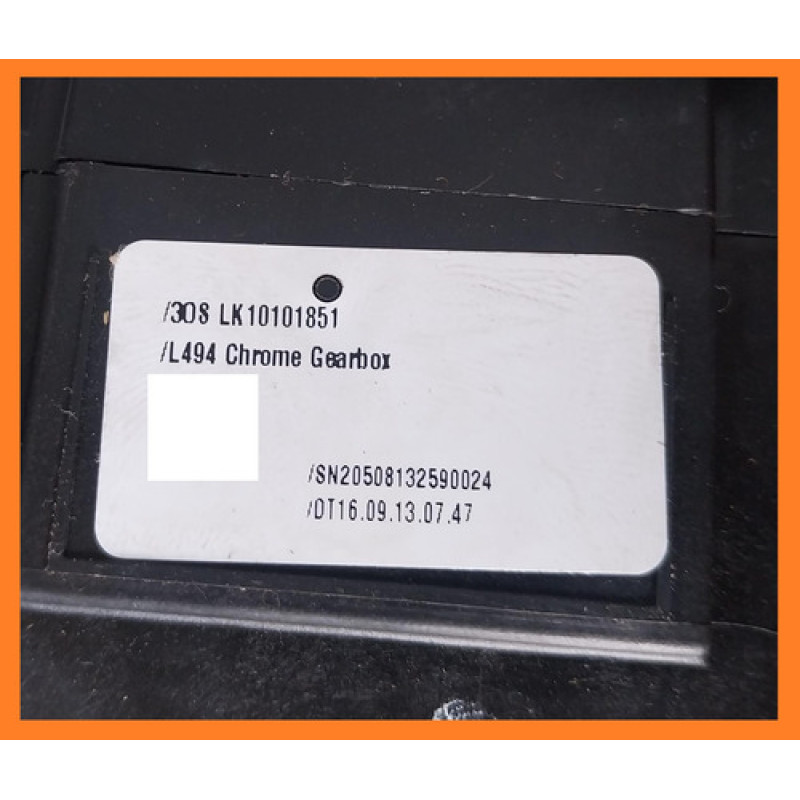 /3OS LK10101851
/L494 Chrome Gearbox
/SN20508132590024
/DT16.09.13.07.47